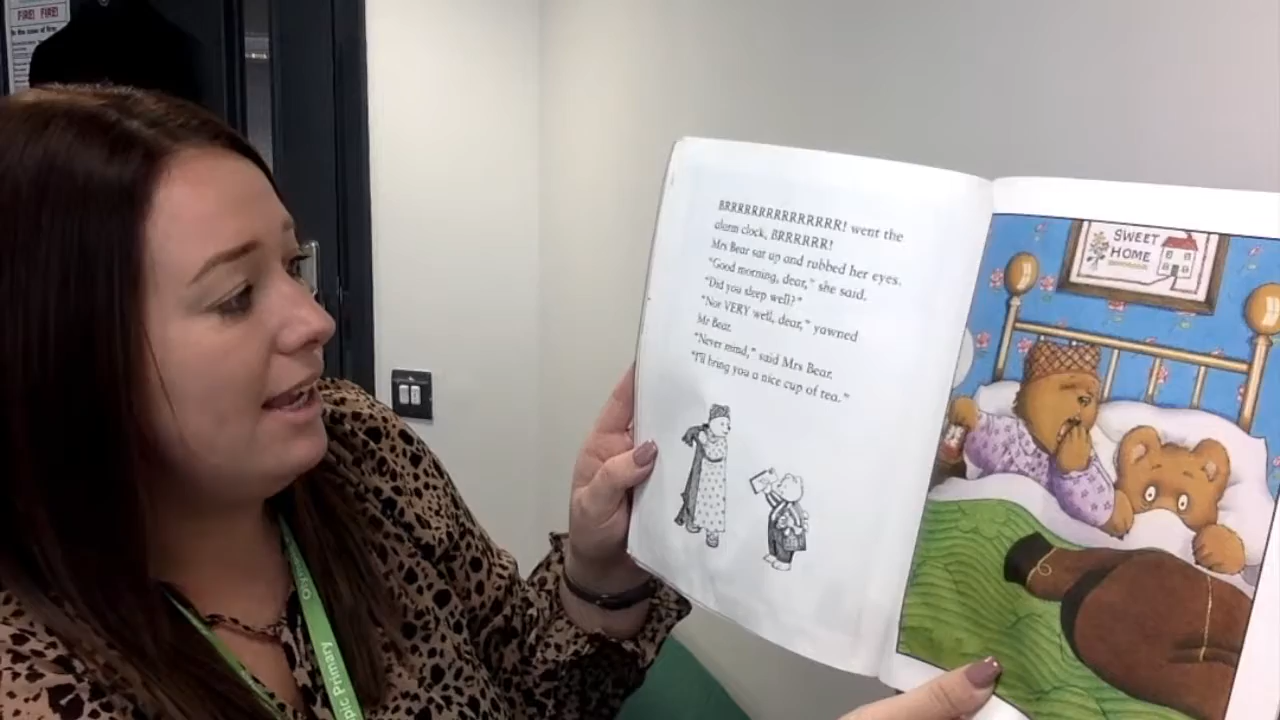 FIRE! FIRE!
BRRRRRRRRRRRRRRR! went the
alarm clock, BRRRRRR!
Mrs Bear sat up and rubbed her eyes.
"Good morning, dear," she said.
"Did you sleep well?"
"Not VERY well, dear," yawned
Mr Bear.
"Never mind," said Mrs Bear.
"I'll bring you a nice cup of tea."
SWEET
HOME
Primary